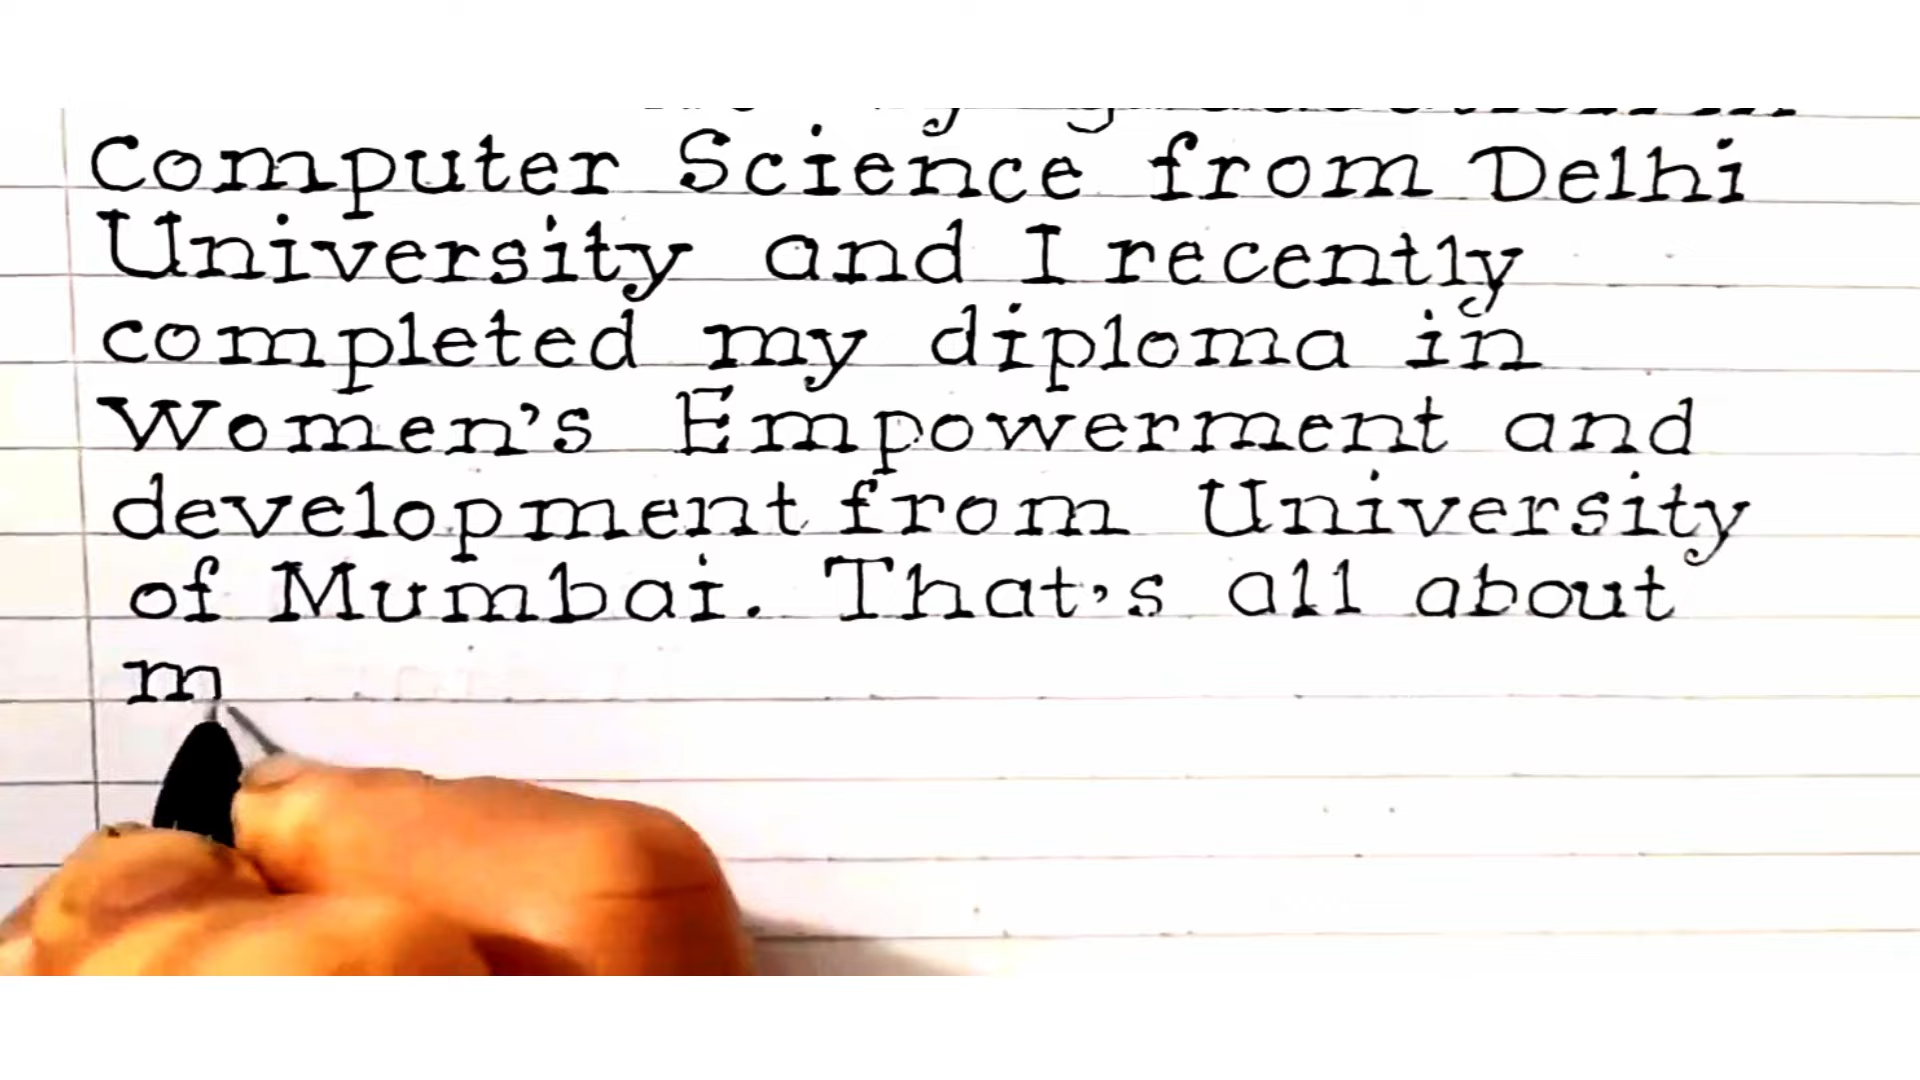 Computer Science from Delhi
University and I recently
completed my diploma in
Women's Empowerment and
development from University
of Mumbai. That's all about
m